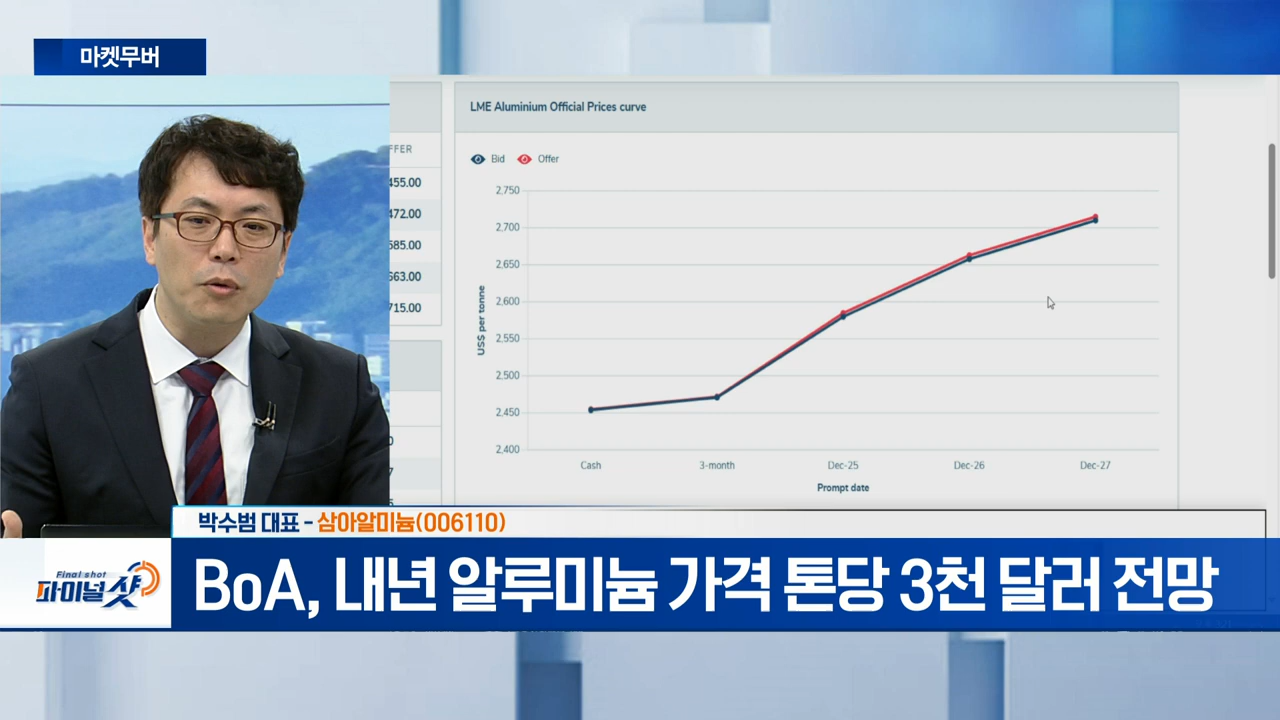 마켓무버
LME Aluminium Official Prices curve
Bid Offer
FFER
455.00
472.00
585.00
663.00
715.00
US$ per tonne
2,750
2,700
2,650
2,600
2,550
2,500
2,450
2,400
Cash 3-month Dec-25 Dec-26 Dec-27
Prompt date
박수범 대표 - 삼아알미늄(006110)
Final shot
파이널샷
BoA, 내년 알루미늄 가격 톤당 3천 달러 전망